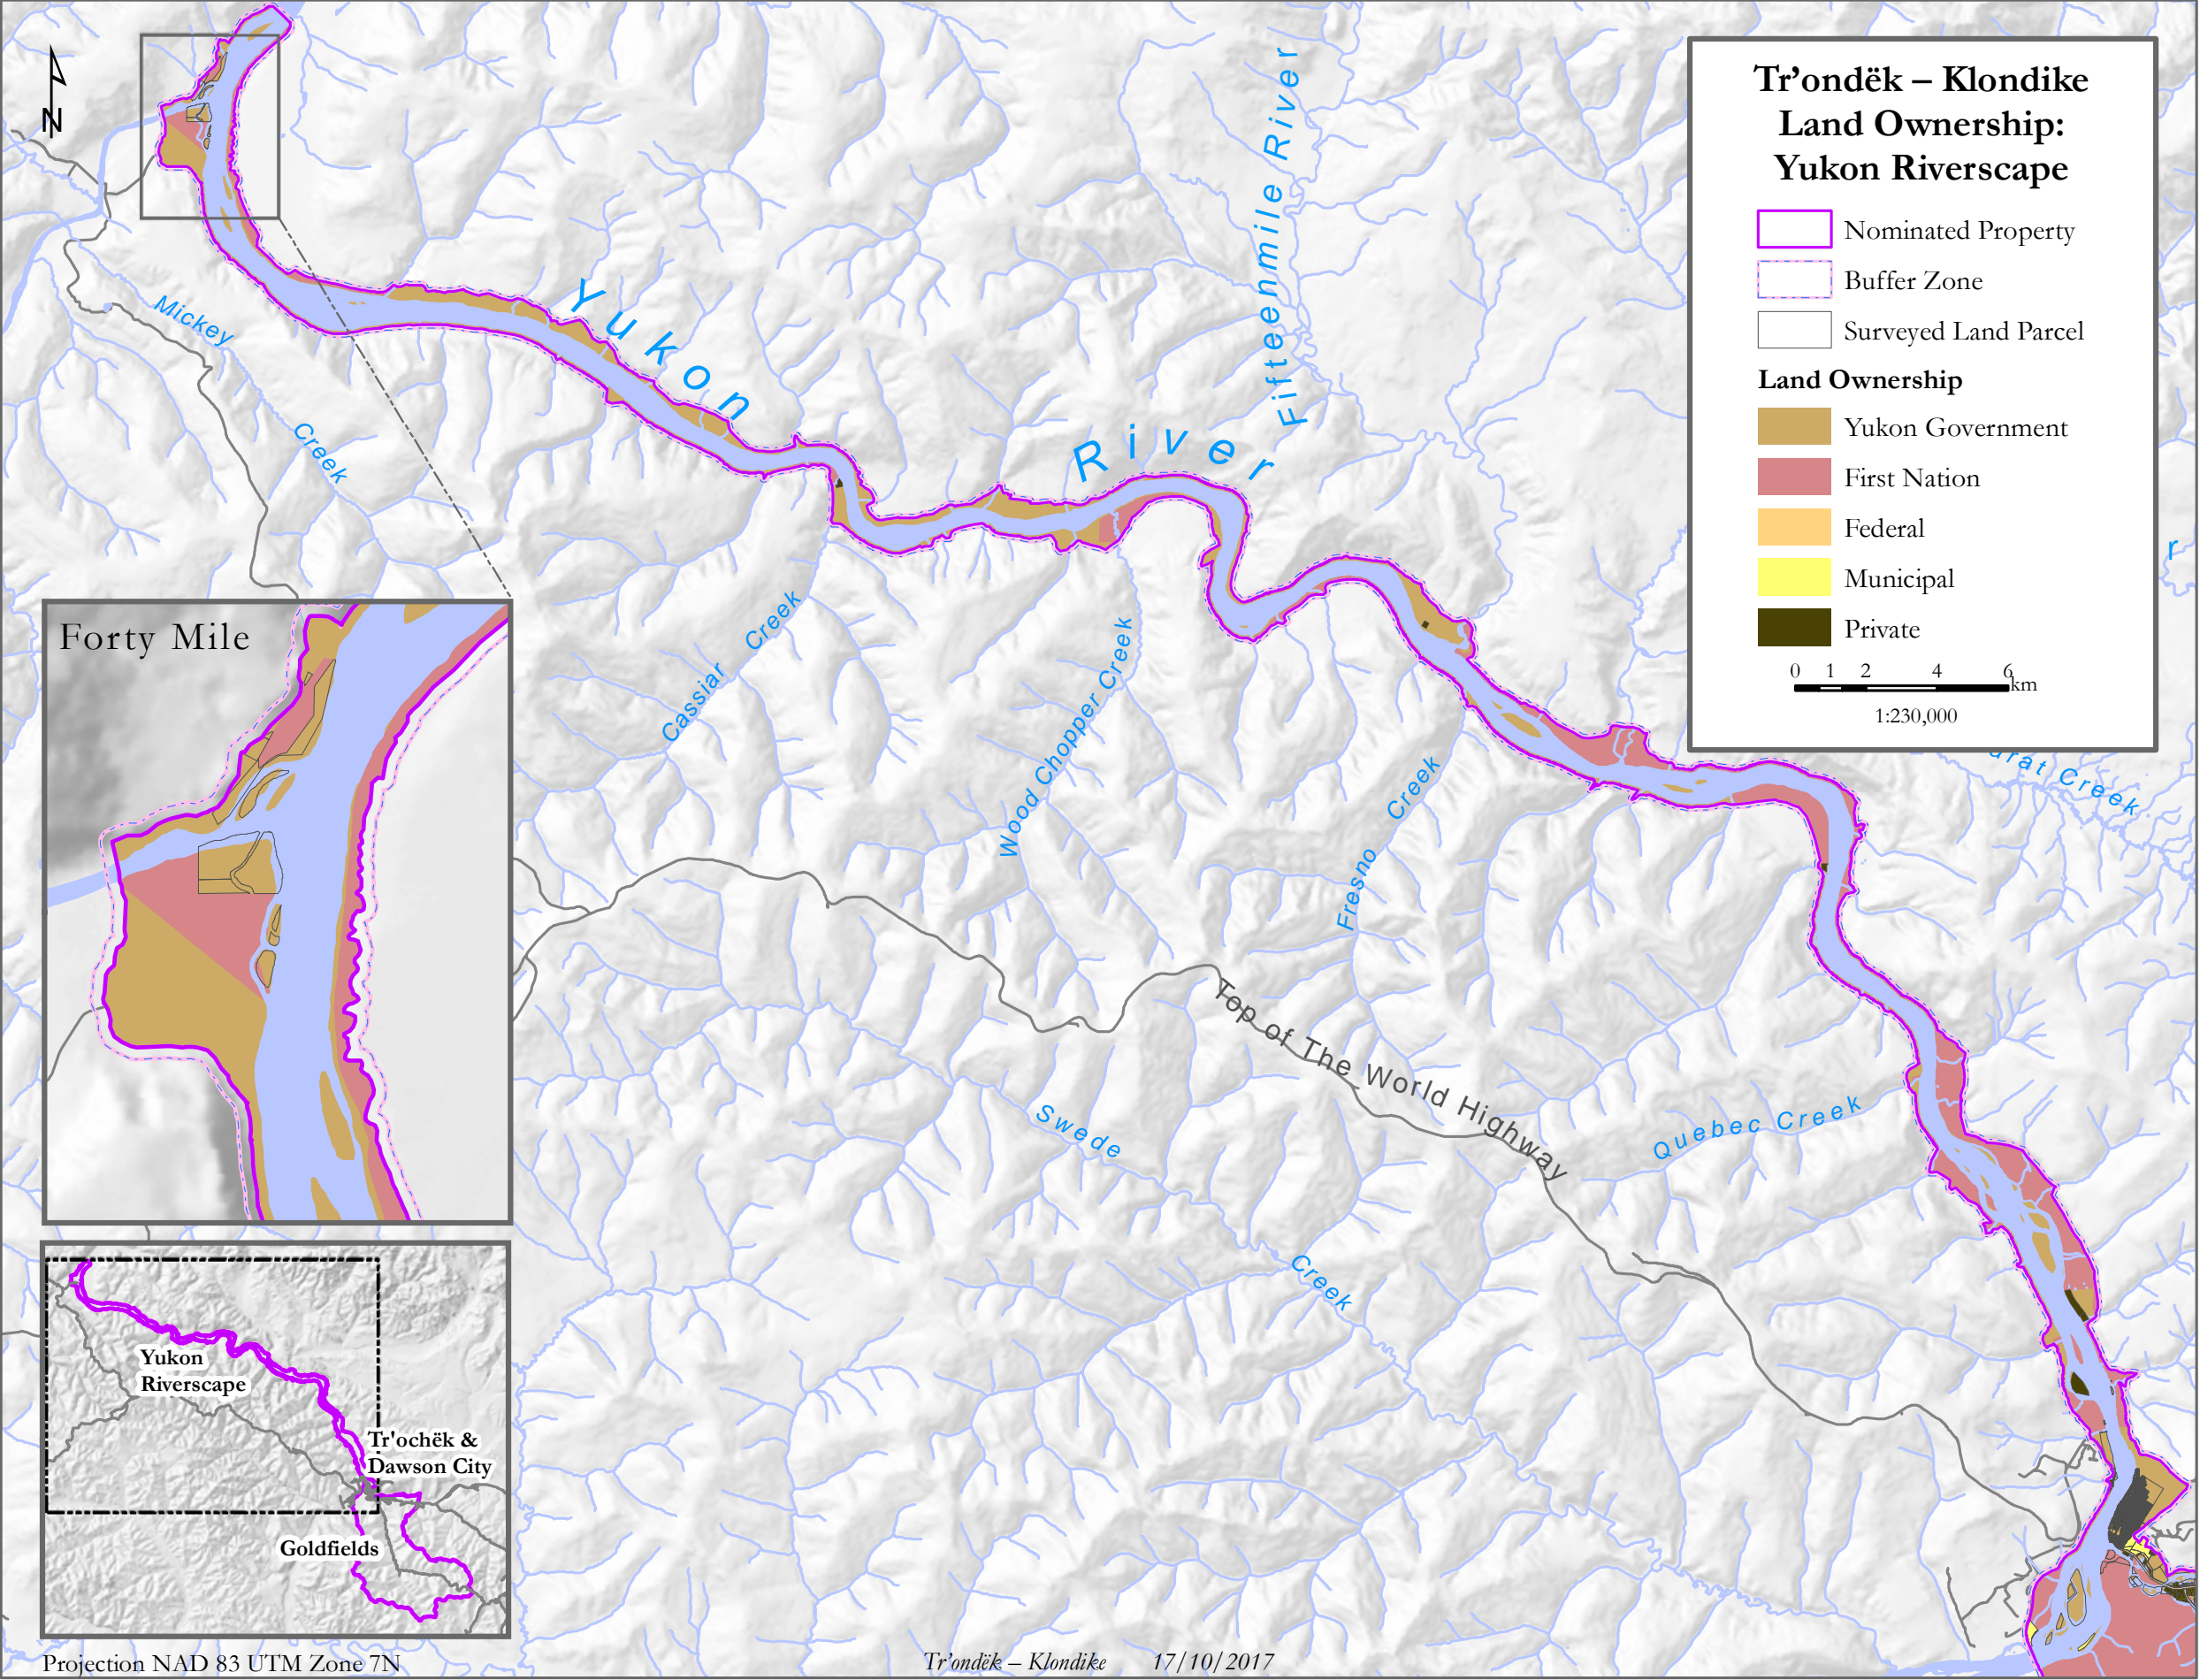 Tr’ondëk – Klondike
Land Ownership:
Yukon Riverscape
Nominated Property
Buffer Zone
Surveyed Land Parcel
Land Ownership
Yukon Government
First Nation
Federal
Municipal
Private
0 1 2 4 6 km
1:230,000
N
Yukon
River
Fifteenmile River
Mickey
Creek
Cassiar Creek
Wood Chopper Creek
Fresno Creek
Top of The World Highway
Quebec Creek
Swede
Creek
Creek
r
Forty Mile
Yukon
Riverscape
Tr'ochëk &
Dawson City
Goldfields
Projection NAD 83 UTM Zone 7N
Tr’ondëk – Klondike 17/10/2017